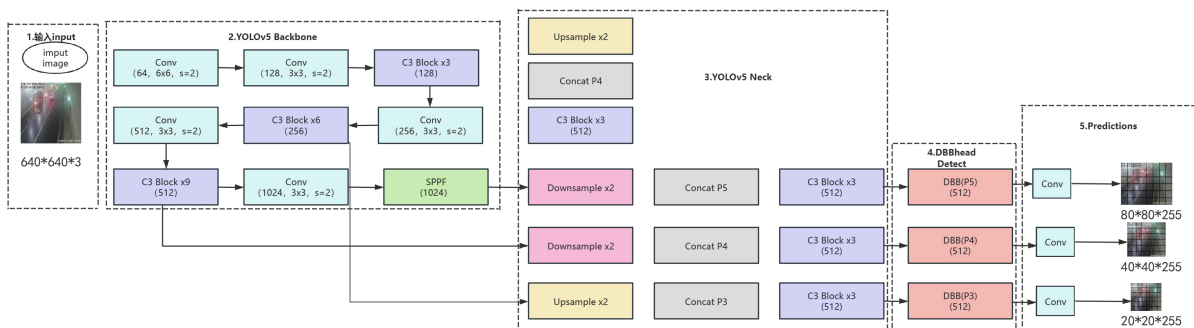 1.输入input
imput
image
640*640*3
2.YOLOv5 Backbone
Conv
(64, 6x6, s=2)
Conv
(128, 3x3, s=2)
C3 Block x3
(128)
Conv
(512, 3x3, s=2)
C3 Block x6
(256)
Conv
(256, 3x3, s=2)
C3 Block x9
(512)
Conv
(1024, 3x3, s=2)
SPPF
(1024)
3.YOLOv5 Neck
Upsample x2
Concat P4
C3 Block x3
(512)
Downsample x2
Concat P5
C3 Block x3
(512)
Downsample x2
Concat P4
C3 Block x3
(512)
Upsample x2
Concat P3
C3 Block x3
(512)
4.DBBhead
Detect
DBB(P5)
(512)
DBB(P4)
(512)
DBB(P3)
(512)
5.Predictions
Conv
80*80*255
Conv
40*40*255
Conv
20*20*255